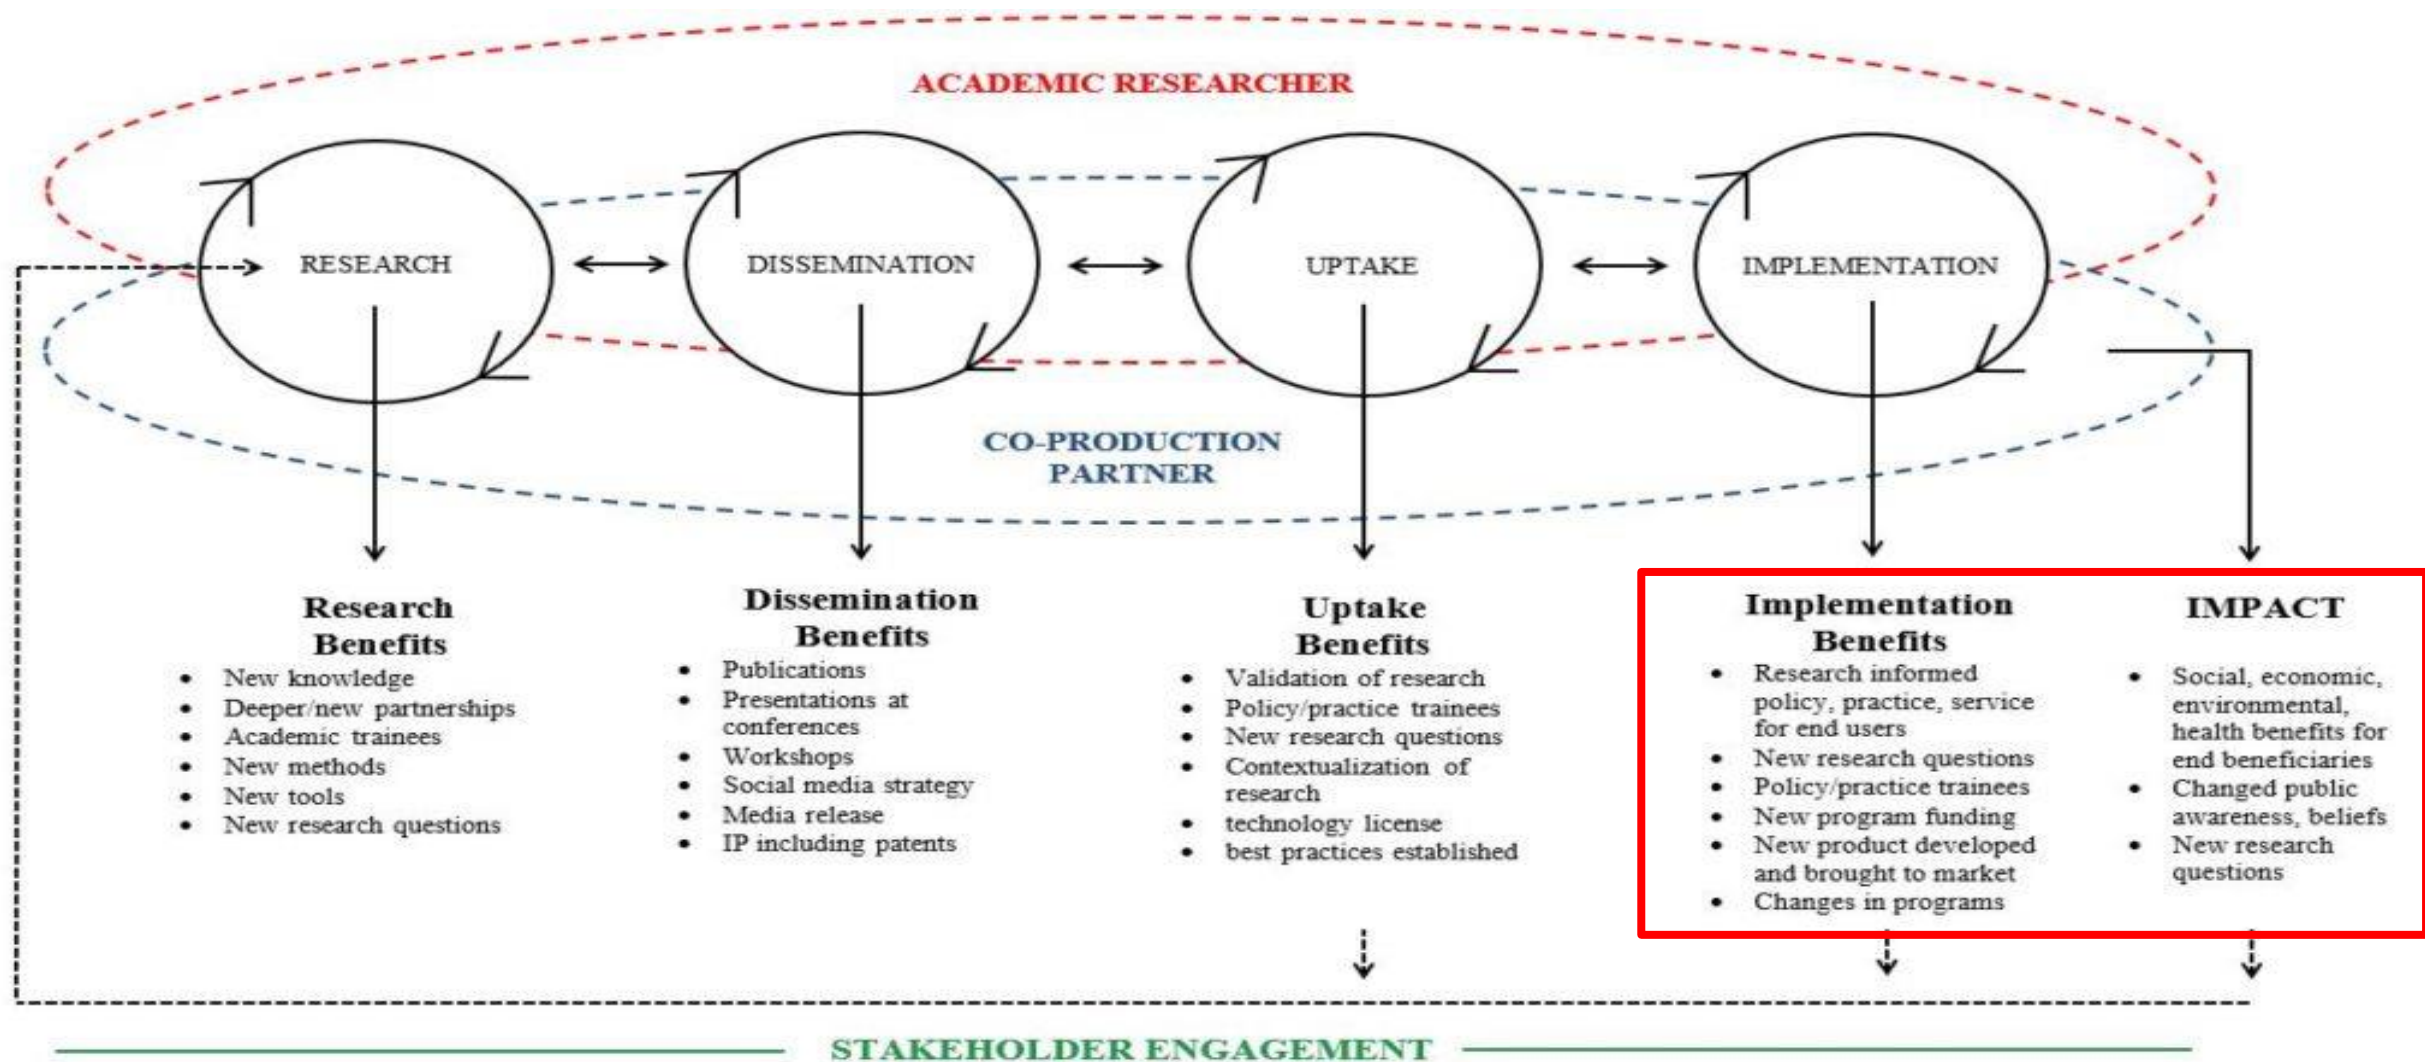 ACADEMIC RESEARCHER
RESEARCH
DISSEMINATION
UPTAKE
IMPLEMENTATION
CO-PRODUCTION
PARTNER
Research
Benefits
• New knowledge
• Deeper/new partnerships
• Academic trainees
• New methods
• New tools
• New research questions
Dissemination
Benefits
• Publications
• Presentations at
conferences
• Workshops
• Social media strategy
• Media release
• IP including patents
Uptake
Benefits
• Validation of research
• Policy/practice trainees
• New research questions
• Contextualization of
research
• technology license
• best practices established
Implementation
Benefits
• Research informed
policy, practice, service
for end users
• New research questions
• Policy/practice trainees
• New program funding
• New product developed
and brought to market
• Changes in programs
IMPACT
• Social, economic,
environmental,
health benefits for
end beneficiaries
• Changed public
awareness, beliefs
• New research
questions
STAKEHOLDER ENGAGEMENT